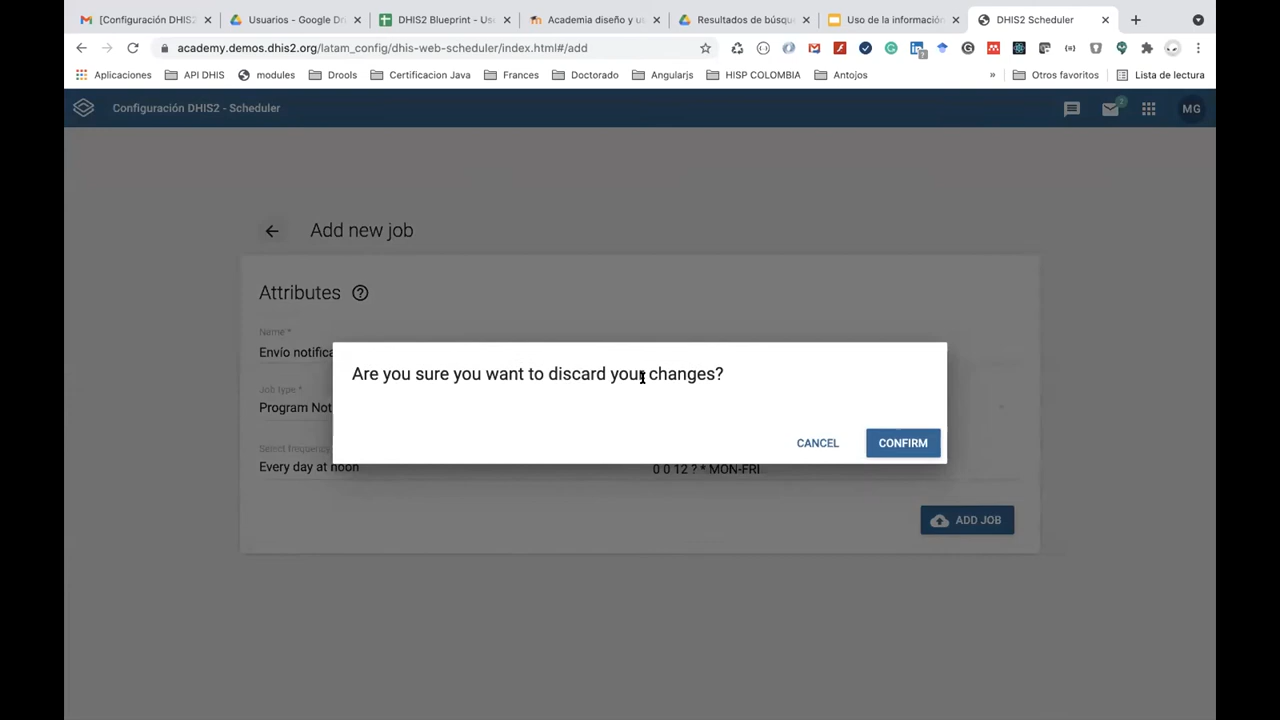 [Configuración DHIS2
Usuarios - Google Dri
DHIS2 Blueprint - Use
Academia diseño y u
Resultados de búsqu
Uso de la información
DHIS2 Scheduler
academy.demos.dhis2.org/latam_config/dhis-web-scheduler/index.html#/add
Aplicaciones
API DHIS
modules
Drools
Certificacion Java
Frances
Doctorado
Angularjs
HISP COLOMBIA
Antojos
»
Otros favoritos
Lista de lectura
Configuración DHIS2 - Scheduler
2
MG
Add new job
Attributes
Name *
Envío notifica
Job type *
Program Not
Select frequency
Every day at noon
0 0 12 ? * MON-FRI
ADD JOB
Are you sure you want to discard your changes?
CANCEL
CONFIRM